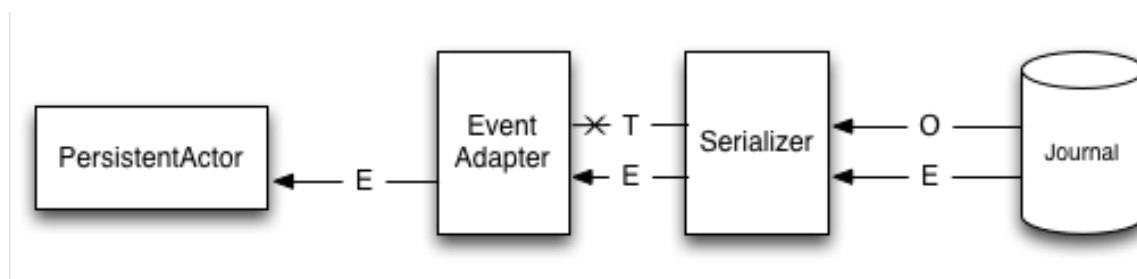 PersistentActor
E
Event
Adapter
T
E
Serializer
O
E
Journal